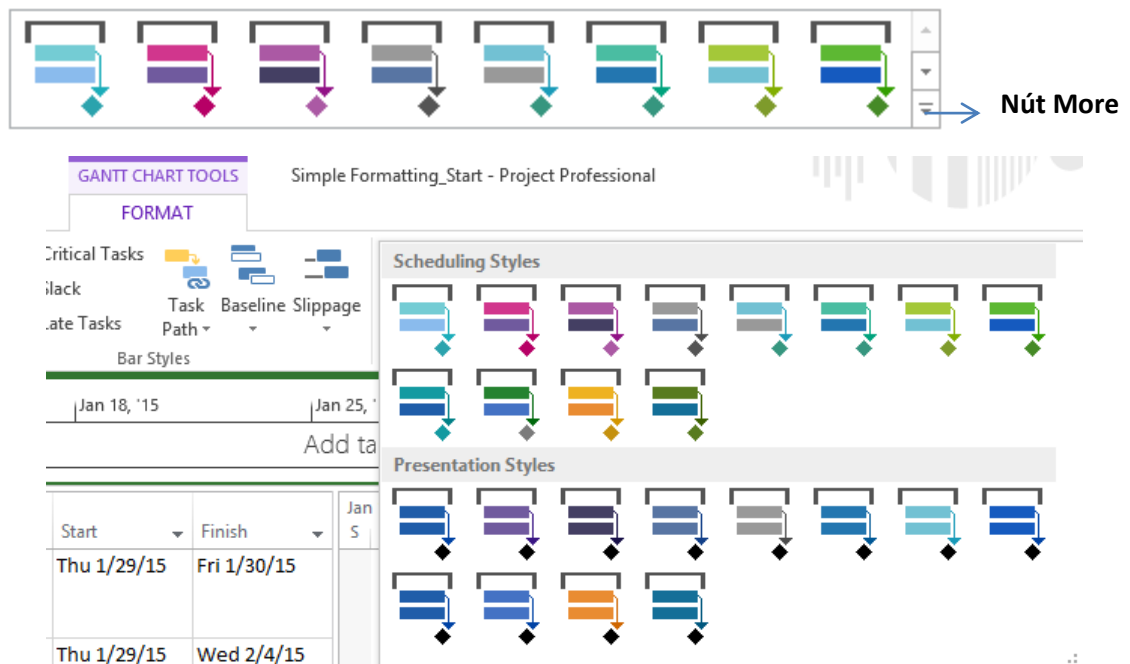 Nút More
GANTT CHART TOOLS
Simple Formatting_Start - Project Professional
FORMAT
Critical Tasks
Slack
Late Tasks
Task
Path
Baseline
Slippage
Bar Styles
Scheduling Styles
Presentation Styles
Jan 18, '15
Jan 25, '
Add ta
Start
Finish
Jan
S
Thu 1/29/15
Fri 1/30/15
Thu 1/29/15
Wed 2/4/15